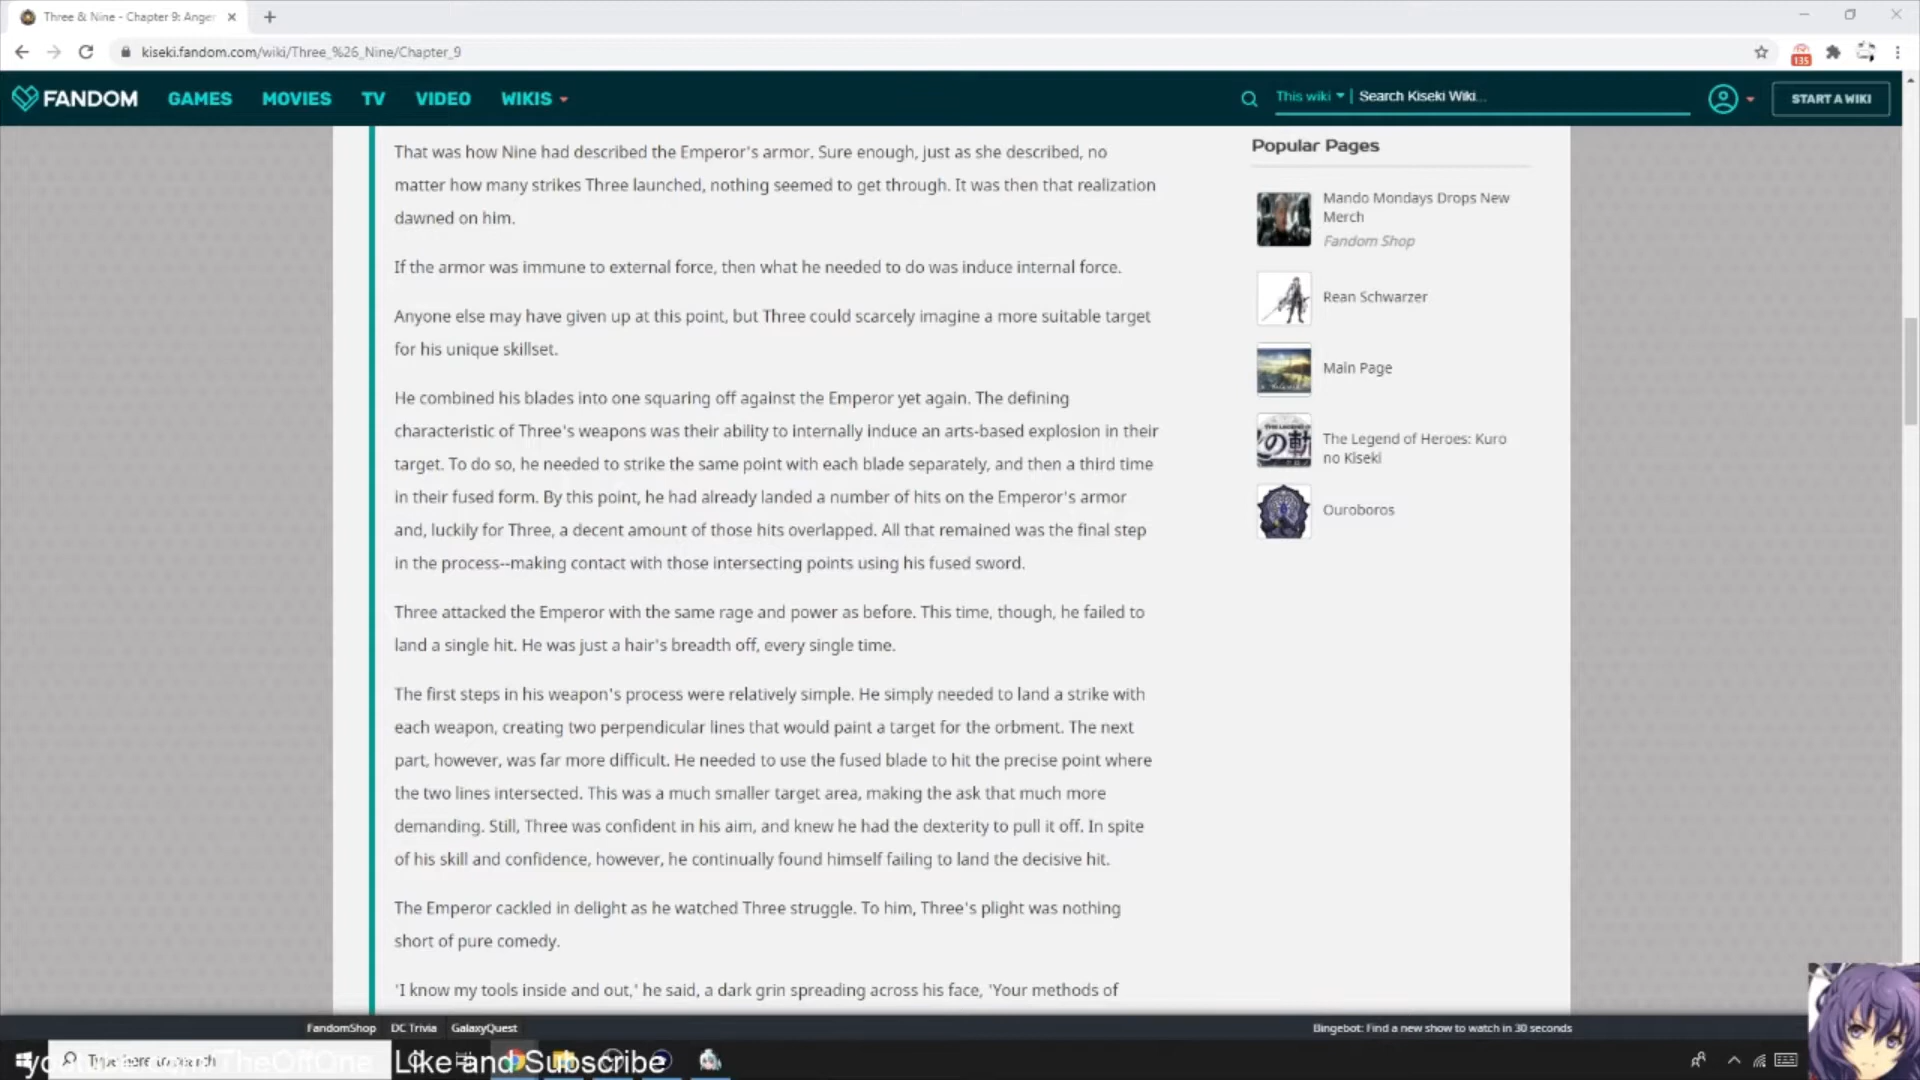 Three & Nine - Chapter 9: Anger
kiseki.fandom.com/wiki/Three_%26_Nine/Chapter_9
135
FANDOM GAMES MOVIES TV VIDEO WIKIS This wiki Search Kiseki Wiki... START A WIKI
That was how Nine had described the Emperor's armor. Sure enough, just as she described, no
matter how many strikes Three launched, nothing seemed to get through. It was then that realization
dawned on him.
If the armor was immune to external force, then what he needed to do was induce internal force.
Anyone else may have given up at this point, but Three could scarcely imagine a more suitable target
for his unique skillset.
He combined his blades into one squaring off against the Emperor yet again. The defining
characteristic of Three's weapons was their ability to internally induce an arts-based explosion in their
target. To do so, he needed to strike the same point with each blade separately, and then a third time
in their fused form. By this point, he had already landed a number of hits on the Emperor's armor
and, luckily for Three, a decent amount of those hits overlapped. All that remained was the final step
in the process--making contact with those intersecting points using his fused sword.
Three attacked the Emperor with the same rage and power as before. This time, though, he failed to
land a single hit. He was just a hair's breadth off, every single time.
The first steps in his weapon's process were relatively simple. He simply needed to land a strike with
each weapon, creating two perpendicular lines that would paint a target for the orbment. The next
part, however, was far more difficult. He needed to use the fused blade to hit the precise point where
the two lines intersected. This was a much smaller target area, making the ask that much more
demanding. Still, Three was confident in his aim, and knew he had the dexterity to pull it off. In spite
of his skill and confidence, however, he continually found himself failing to land the decisive hit.
The Emperor cackled in delight as he watched Three struggle. To him, Three's plight was nothing
short of pure comedy.
'I know my tools inside and out,' he said, a dark grin spreading across his face, 'Your methods of
Popular Pages
Mando Mondays Drops New
Merch
Fandom Shop
Rean Schwarzer
Main Page
The Legend of Heroes: Kuro
no Kiseki
Ouroboros
FandomShop DC Trivia GalaxyQuest Bingebot: Find a new show to watch in 30 seconds
Type here to search
TheOffOne Like and Subscribe